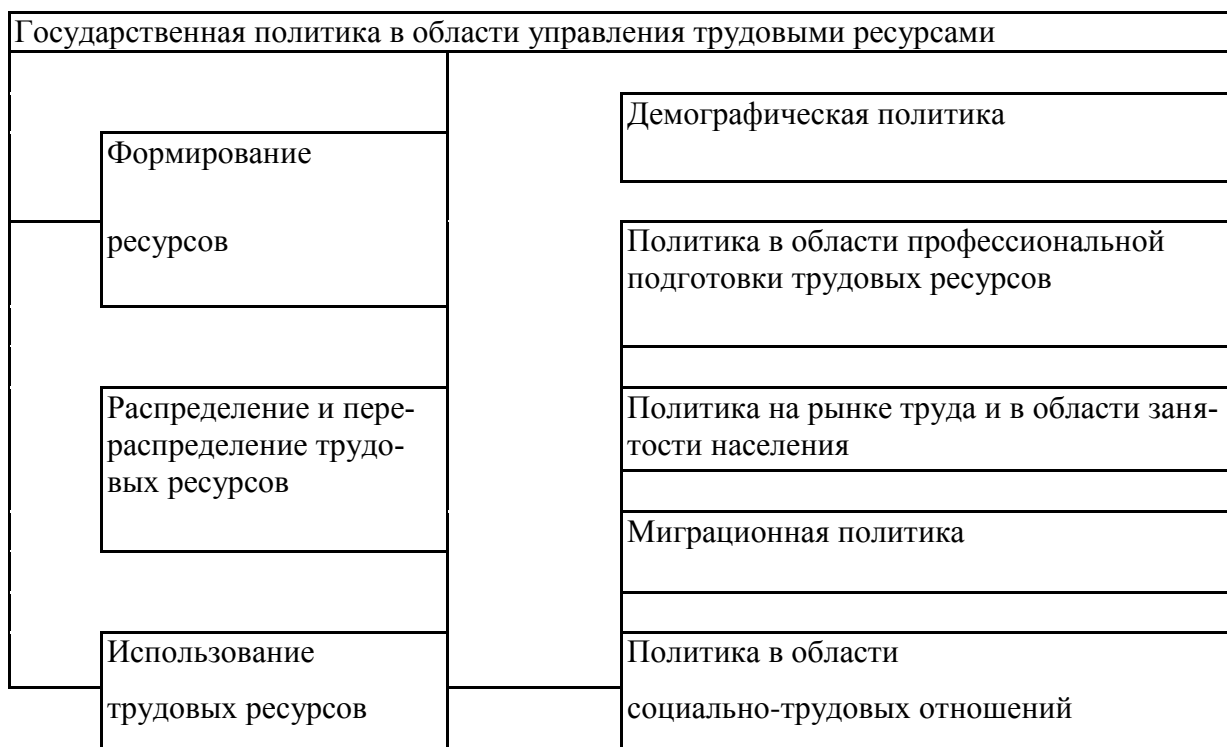 Государственная политика в области управления трудовыми ресурсами
Демографическая политика
Формирование
ресурсов
Политика в области профессиональной
подготовки трудовых ресурсов
Распределение и пере-
распределение трудо-
вых ресурсов
Политика на рынке труда и в области заня-
тости населения
Миграционная политика
Использование
трудовых ресурсов
Политика в области
социально-трудовых отношений